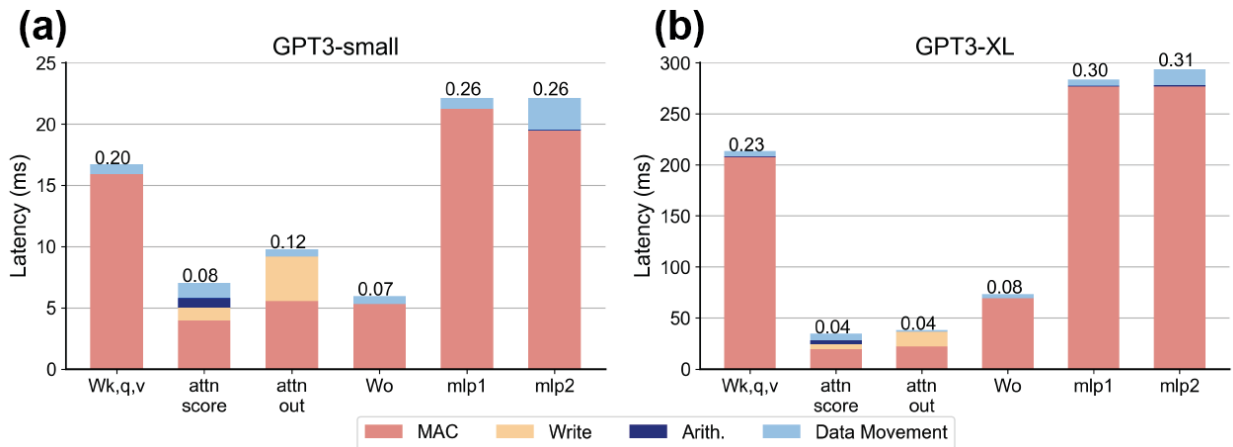 (a)
GPT3-small
Latency (ms)
25
20
15
10
5
0
0.20
0.08
0.12
0.07
0.26
0.26
Wk,q,v
attn score
attn out
Wo
mlp1
mlp2
(b)
GPT3-XL
Latency (ms)
300
250
200
150
100
50
0
0.23
0.04
0.04
0.08
0.30
0.31
Wk,q,v
attn score
attn out
Wo
mlp1
mlp2
MAC
Write
Arith.
Data Movement